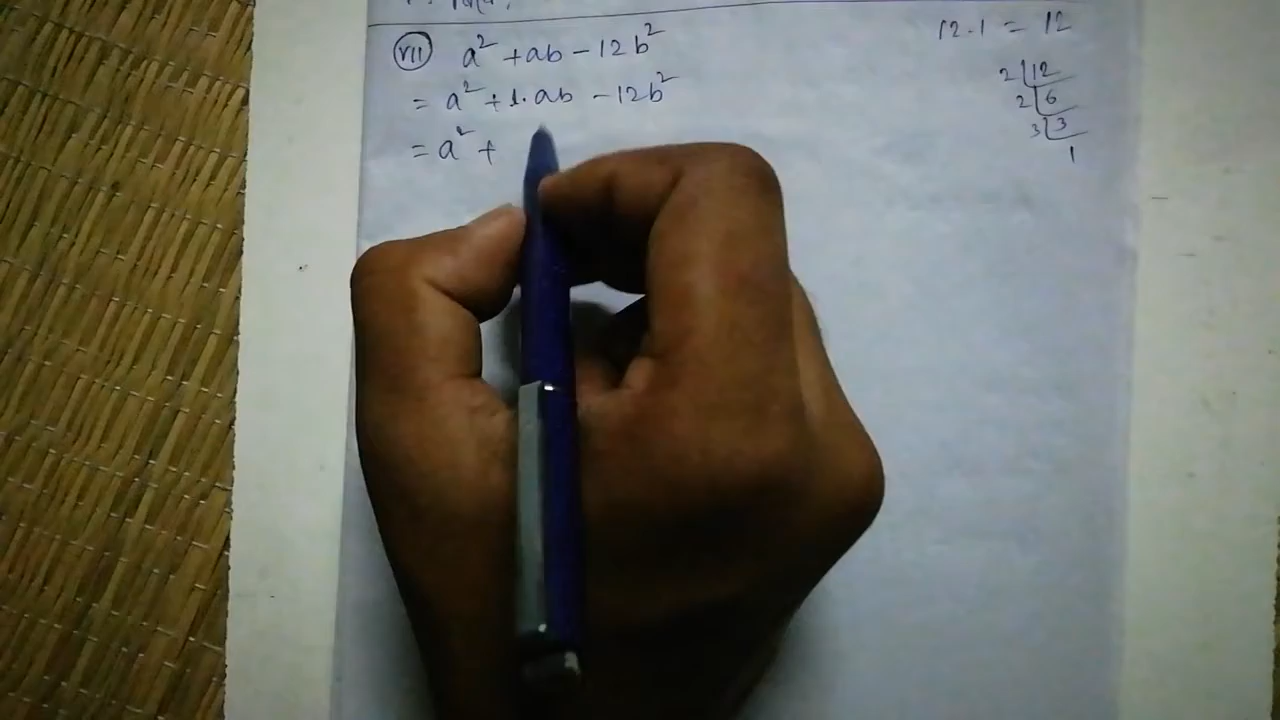 (VII) a² + ab - 12b²
= a² + 1·ab - 12b²
= a² +
12·1 = 12
2 | 12
2 | 6
3 | 3
1